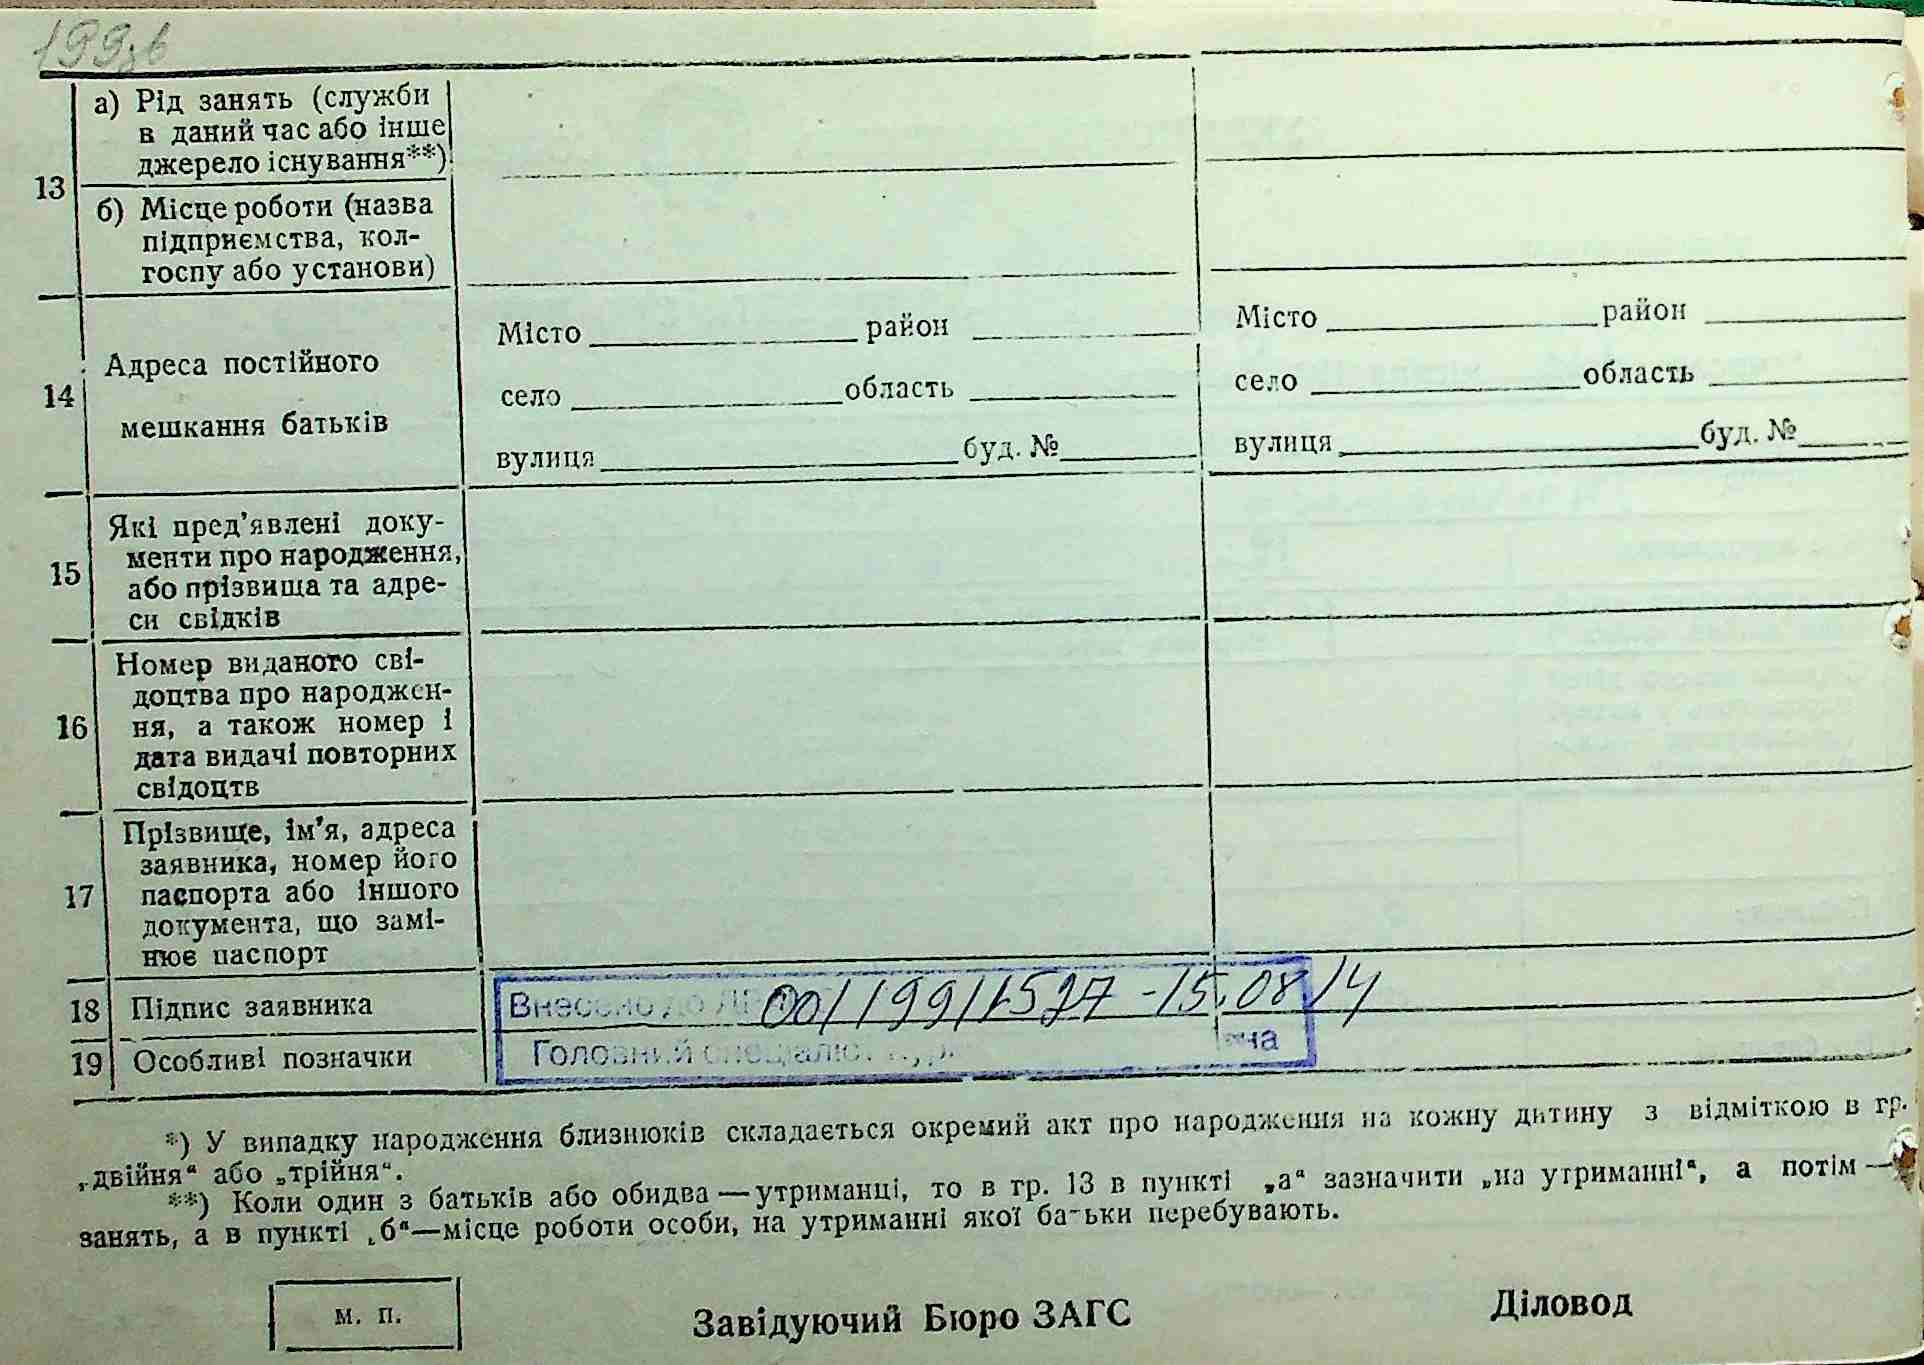 а) Рід занять (служби
в даний час або інше
джерело існування**)
13
б) Місце роботи (назва
підприємства, кол-
госпу або установи)
Місто район
Місто район
14
Адреса постійного
село область
село область
мешкання батьків
вулиця буд. №
вулиця буд. №
15
Які пред’явлені доку-
менти про народження,
або прізвища та адре-
си свідків
16
Номер виданого сві-
доцтва про народжен-
ня, а також номер і
дата видачі повторних
свідоцтв
17
Прізвище, ім’я, адреса
заявника, номер його
паспорта або іншого
документа, що замі-
нює паспорт
18 Підпис заявника
Внесено до 00119911527 - 15.08.14
19 Особливі позначки
Головний спеціаліст
*) У випадку народження близнюків складається окремий акт про народження на кожну дитину з відміткою в гр.
„двійня“ або „трійня“.
**) Коли один з батьків або обидва — утриманці, то в гр. 13 в пункті „а“ зазначити „на утриманні“, а потім —
занять, а в пункті „б“—місце роботи особи, на утриманні якої батьки перебувають.
М. П.
Завідуючий Бюро ЗАГС
Діловод